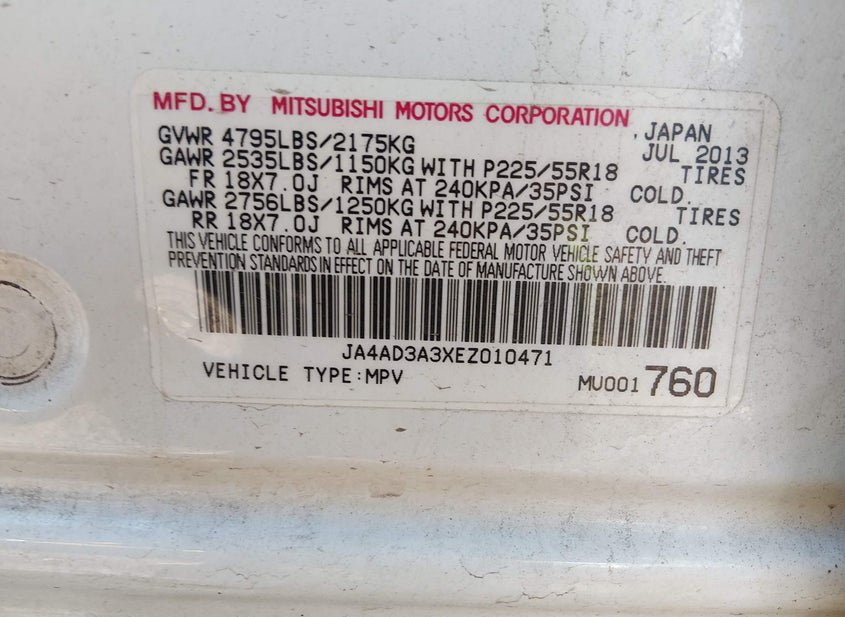 MFD. BY MITSUBISHI MOTORS CORPORATION
, JAPAN
GVWR 4795LBS/2175KG JUL 2013
GAWR 2535LBS/1150KG WITH P225/55R18 TIRES
FR 18X7.0J RIMS AT 240KPA/35PSI COLD.
GAWR 2756LBS/1250KG WITH P225/55R18 TIRES
RR 18X7.0J RIMS AT 240KPA/35PSI COLD.
THIS VEHICLE CONFORMS TO ALL APPLICABLE FEDERAL MOTOR VEHICLE SAFETY AND THEFT
PREVENTION STANDARDS IN EFFECT ON THE DATE OF MANUFACTURE SHOWN ABOVE.
JA4AD3A3XEZ010471
VEHICLE TYPE:MPV MU001 760